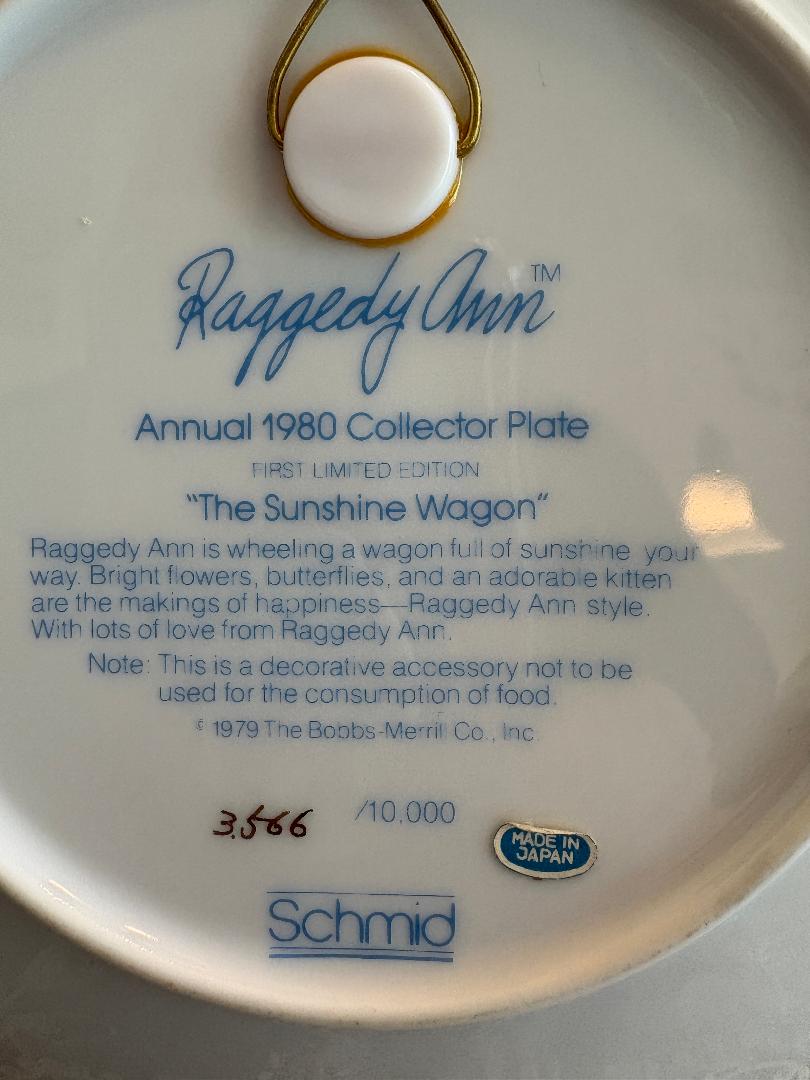 Raggedy Ann™
Annual 1980 Collector Plate
FIRST LIMITED EDITION
"The Sunshine Wagon"
Raggedy Ann is wheeling a wagon full of sunshine your
way. Bright flowers, butterflies, and an adorable kitten
are the makings of happiness—Raggedy Ann style.
With lots of love from Raggedy Ann.
Note: This is a decorative accessory not to be
used for the consumption of food.
© 1979 The Bobbs-Merrill Co., Inc.
3,566 /10,000
MADE IN
JAPAN
Schmid